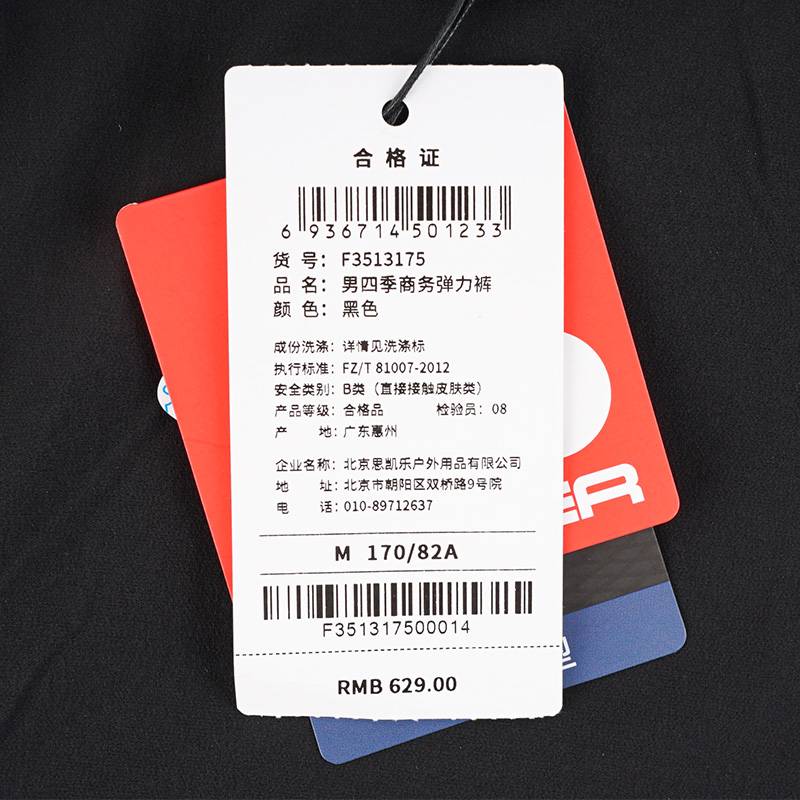 合格证
6 936714 501233
货 号: F3513175
品 名: 男四季商务弹力裤
颜 色: 黑色
成份洗涤: 详情见洗涤标
执行标准: FZ/T 81007-2012
安全类别: B类（直接接触皮肤类）
产品等级: 合格品 检验员: 08
产 地: 广东惠州
企业名称: 北京思凯乐户外用品有限公司
地 址: 北京市朝阳区双桥路9号院
电 话: 010-89712637
M 170/82A
F351317500014
RMB 629.00
ER